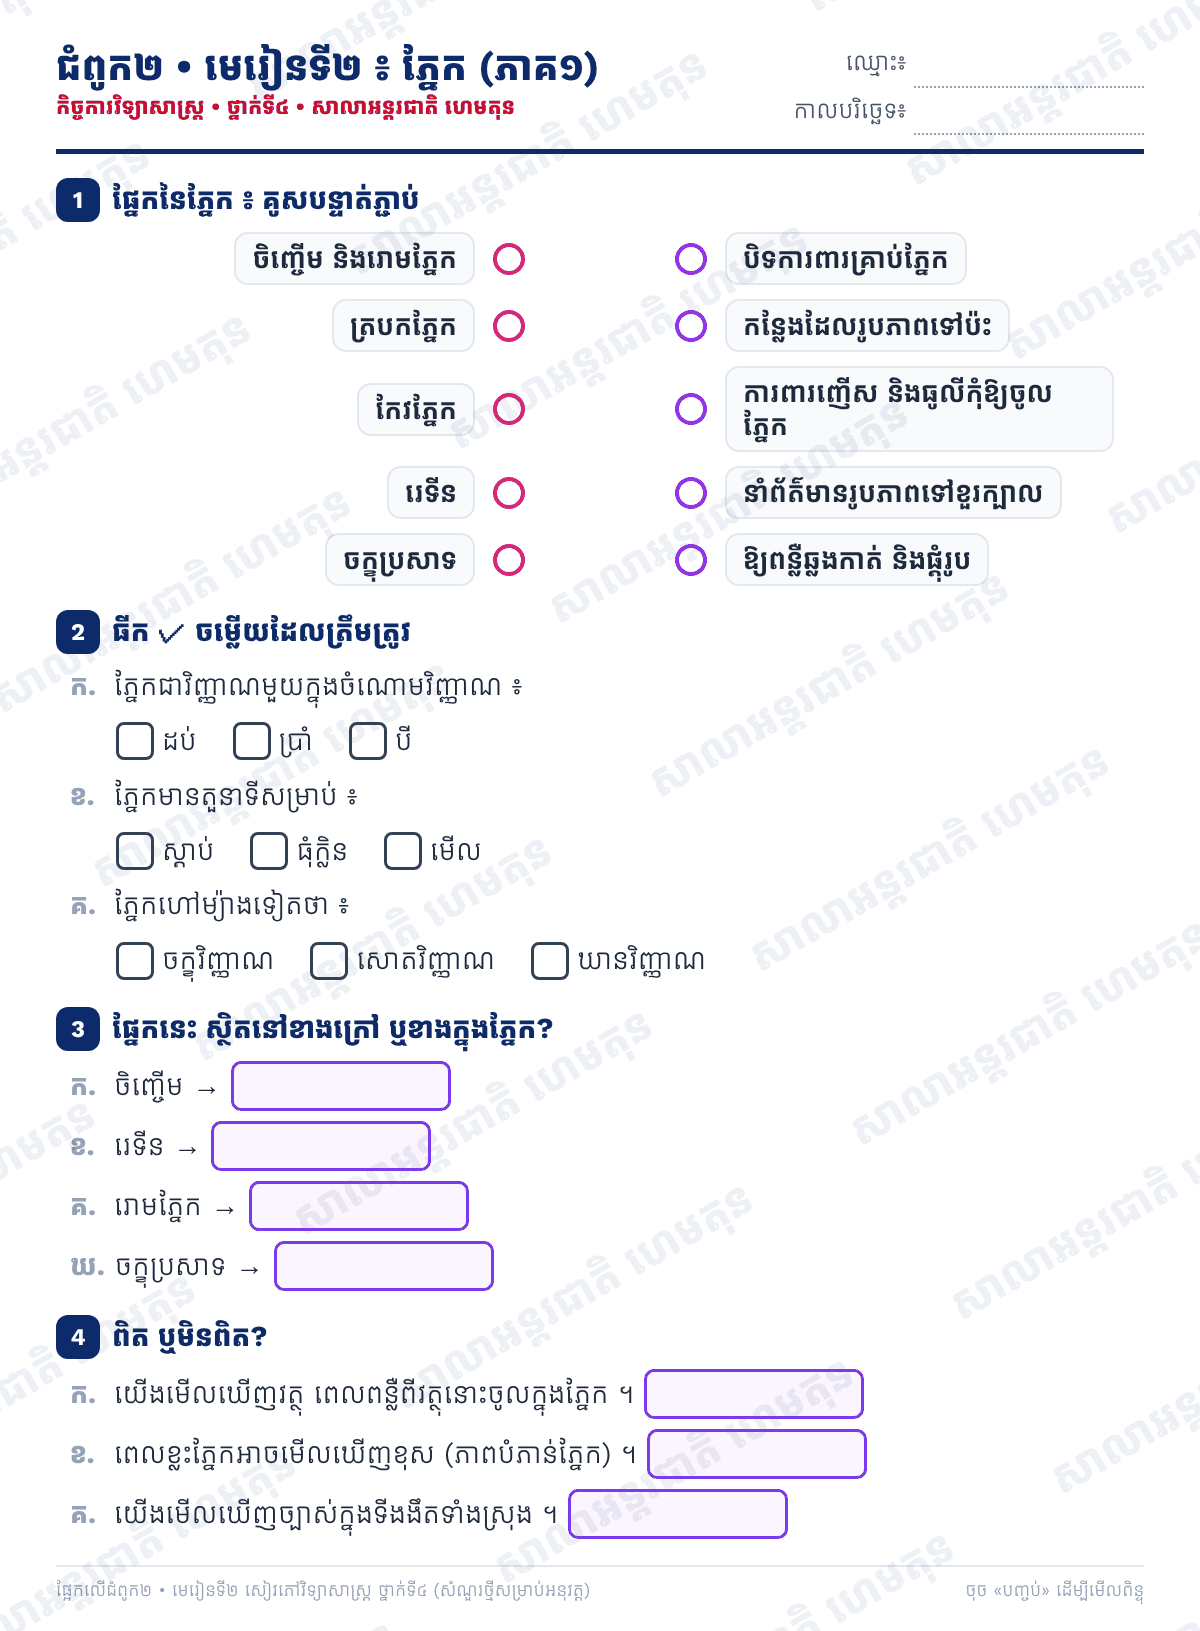 ជំពូក២ • មេរៀនទី២ ៖ ភ្នែក (ភាគ១)
កិច្ចការវិទ្យាសាស្ត្រ • ថ្នាក់ទី៤ • សាលាអន្តរជាតិ ហេមតុន
ឈ្មោះ៖
កាលបរិច្ឆេទ៖
1 ផ្នែកនៃភ្នែក ៖ គូសបន្ទាត់ភ្ជាប់
ចិញ្ចើម និងរោមភ្នែក បិទការពារគ្រាប់ភ្នែក
ត្របកភ្នែក កន្លែងដែលរូបភាពទៅប៉ះ
កែវភ្នែក ការពារញើស និងធូលីកុំឱ្យចូល
ភ្នែក
រេទីន នាំព័ត៌មានរូបភាពទៅខួរក្បាល
ចក្ខុប្រសាទ ឱ្យពន្លឺឆ្លងកាត់ និងផ្ដុំរូប
2 ធីក ✓ ចម្លើយដែលត្រឹមត្រូវ
ក. ភ្នែកជាវិញ្ញាណមួយក្នុងចំណោមវិញ្ញាណ ៖
ដប់ ប្រាំ បី
ខ. ភ្នែកមានតួនាទីសម្រាប់ ៖
ស្តាប់ ធុំក្លិន មើល
គ. ភ្នែកហៅម្យ៉ាងទៀតថា ៖
ចក្ខុវិញ្ញាណ សោតវិញ្ញាណ ឃានវិញ្ញាណ
3 ផ្នែកនេះ ស្ថិតនៅខាងក្រៅ ឬខាងក្នុងភ្នែក?
ក. ចិញ្ចើម →
ខ. រេទីន →
គ. រោមភ្នែក →
ឃ. ចក្ខុប្រសាទ →
4 ពិត ឬមិនពិត?
ក. យើងមើលឃើញវត្ថុ ពេលពន្លឺពីវត្ថុនោះចូលក្នុងភ្នែក ។
ខ. ពេលខ្លះភ្នែកអាចមើលឃើញខុស (ភាពបំភាន់ភ្នែក) ។
គ. យើងមើលឃើញច្បាស់ក្នុងទីងងឹតទាំងស្រុង ។
ផ្អែកលើជំពូក២ • មេរៀនទី២ សៀវភៅវិទ្យាសាស្ត្រ ថ្នាក់ទី៤ (សំណួរថ្មីសម្រាប់អនុវត្ត)
ចុច «បញ្ចប់» ដើម្បីមើលពិន្ទុ